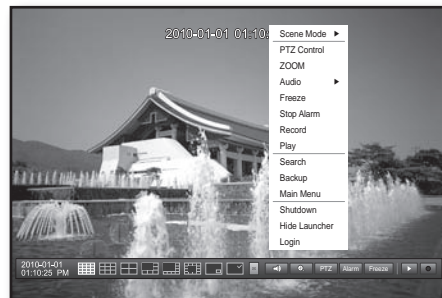 2010-01-01 01:10:
Scene Mode
PTZ Control
ZOOM
Audio
Freeze
Stop Alarm
Record
Play
Search
Backup
Main Menu
Shutdown
Hide Launcher
Login
2010-01-01
01:10:25 PM
PTZ Alarm Freeze